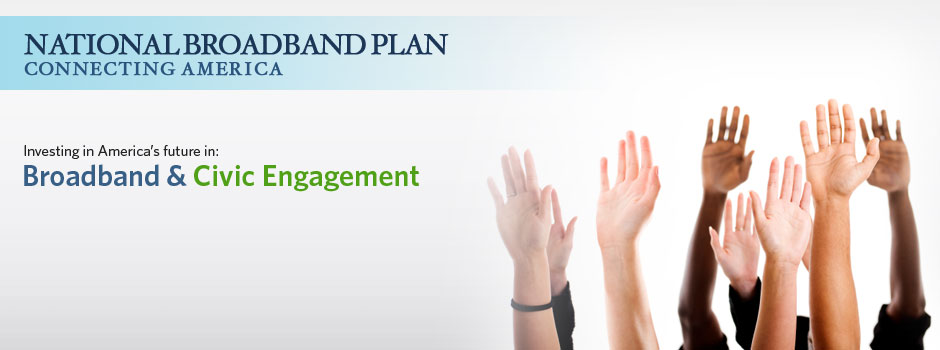 NATIONAL BROADBAND PLAN
CONNECTING AMERICA
Investing in America's future in:
Broadband & Civic Engagement